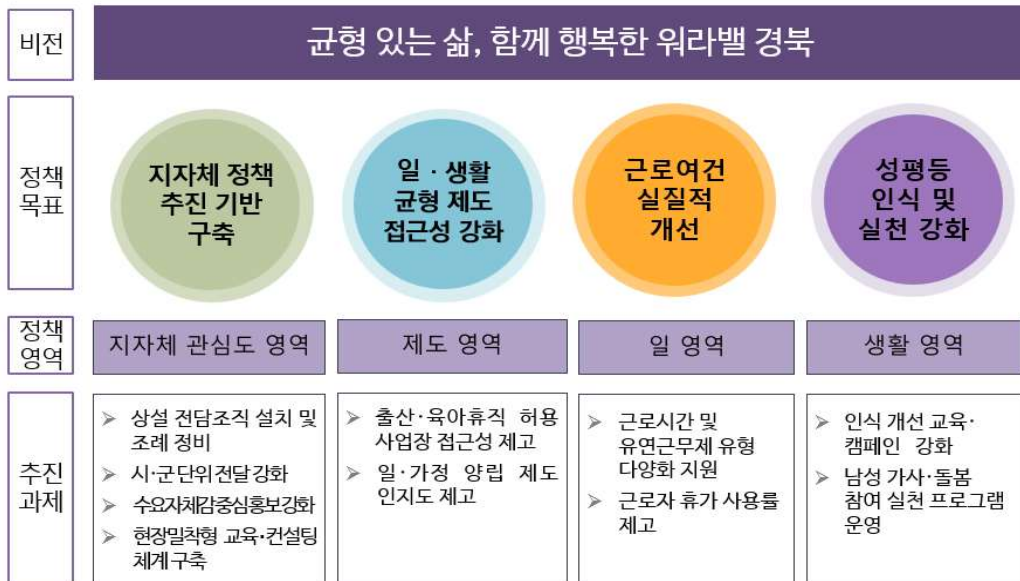 비전
균형 있는 삶, 함께 행복한 워라밸 경북
정책
목표
지자체 정책
추진 기반
구축
일 · 생활
균형 제도
접근성 강화
근로여건
실질적
개선
성평등
인식 및
실천 강화
정책
영역
지자체 관심도 영역
제도 영역
일 영역
생활 영역
추진
과제
➢ 상설 전담조직 설치 및
조례 정비
➢ 시·군단위전달강화
➢ 수요자체감중심홍보강화
➢ 현장밀착형 교육·컨설팅
체계구축
➢ 출산·육아휴직 허용
사업장 접근성 제고
➢ 일·가정 양립 제도
인지도 제고
➢ 근로시간 및
유연근무제 유형
다양화 지원
➢ 근로자 휴가 사용률
제고
➢ 인식 개선 교육·
캠페인 강화
➢ 남성 가사·돌봄
참여 실천 프로그램
운영